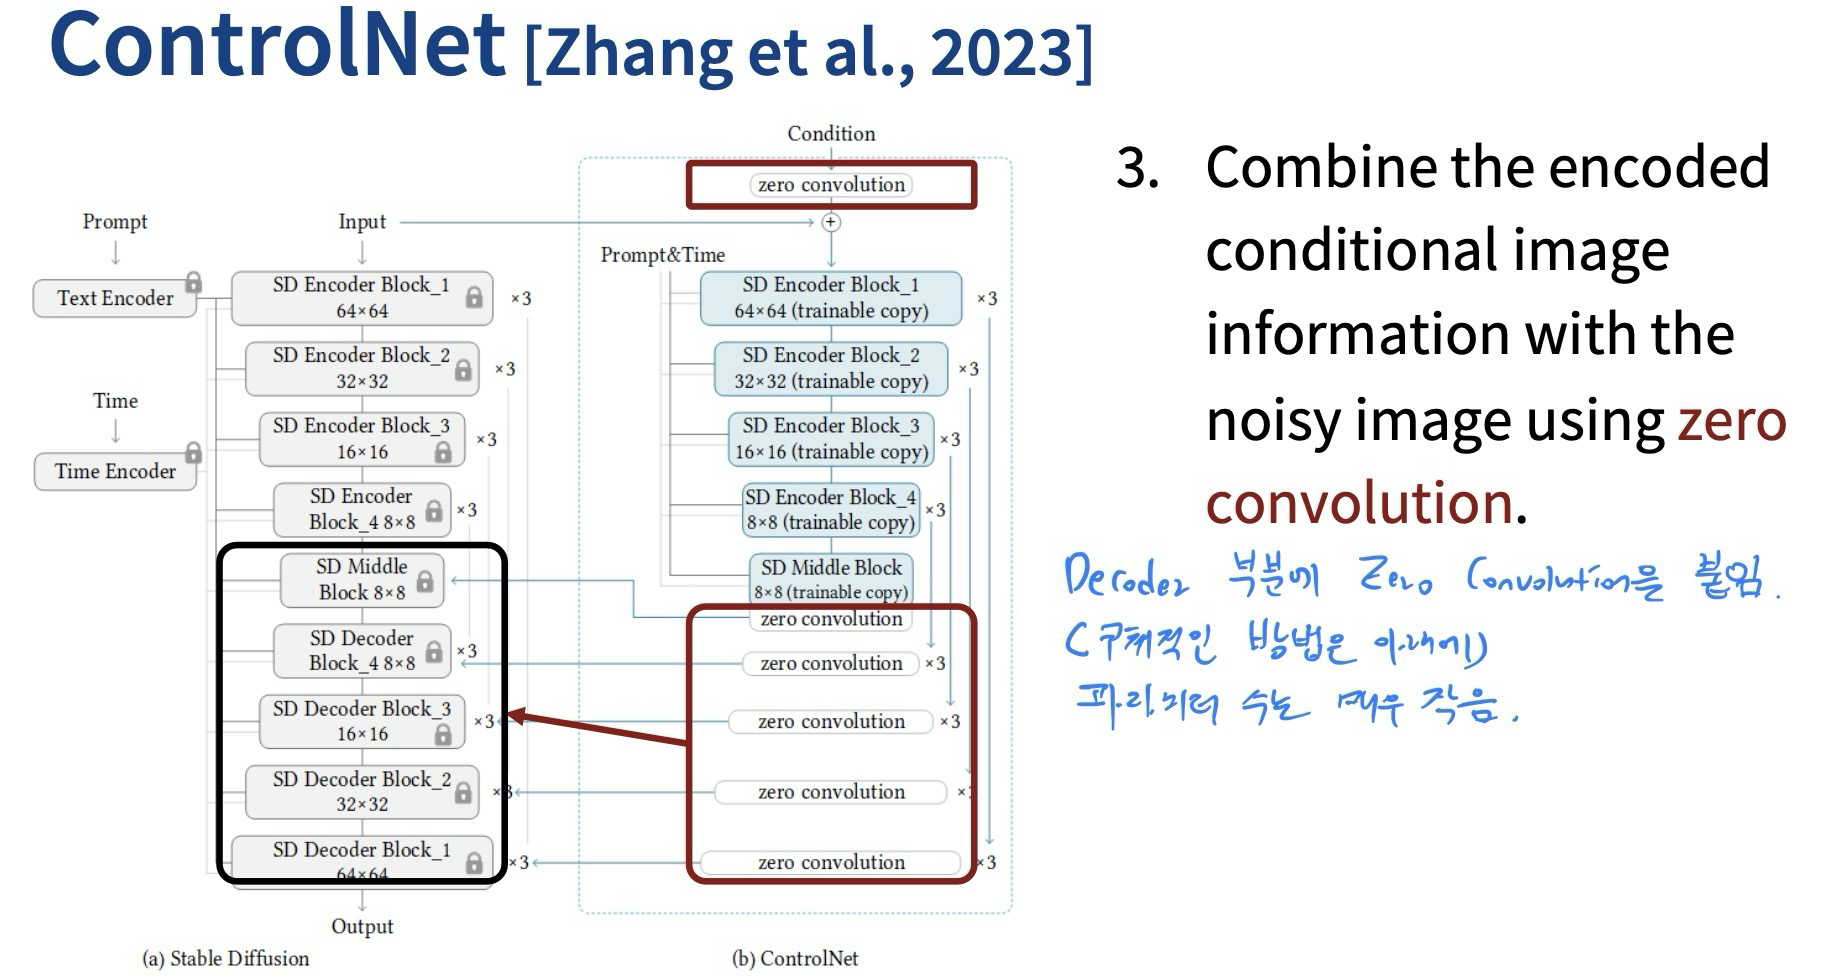 ControlNet [Zhang et al., 2023]
Condition
zero convolution
Prompt
Input
+
Prompt&Time
Text Encoder
SD Encoder Block_1
64×64
×3
SD Encoder Block_1
64×64 (trainable copy)
×3
SD Encoder Block_2
32×32
×3
SD Encoder Block_2
32×32 (trainable copy)
×3
Time
SD Encoder Block_3
16×16
×3
SD Encoder Block_3
16×16 (trainable copy)
×3
Time Encoder
SD Encoder
Block_4 8×8
×3
SD Encoder Block_4
8×8 (trainable copy)
×3
SD Middle
Block 8×8
SD Middle Block
8×8 (trainable copy)
zero convolution
SD Decoder
Block_4 8×8
×3
zero convolution
×3
SD Decoder Block_3
16×16
×3
zero convolution
×3
SD Decoder Block_2
32×32
×3
zero convolution
×3
SD Decoder Block_1
64×64
×3
zero convolution
×3
Output
(a) Stable Diffusion
(b) ControlNet
3. Combine the encoded
conditional image
information with the
noisy image using zero
convolution.
Decoder 부분에 Zero Convolution을 붙임.
(구체적인 방법은 아래에)
파라미터 수는 매우 작음.